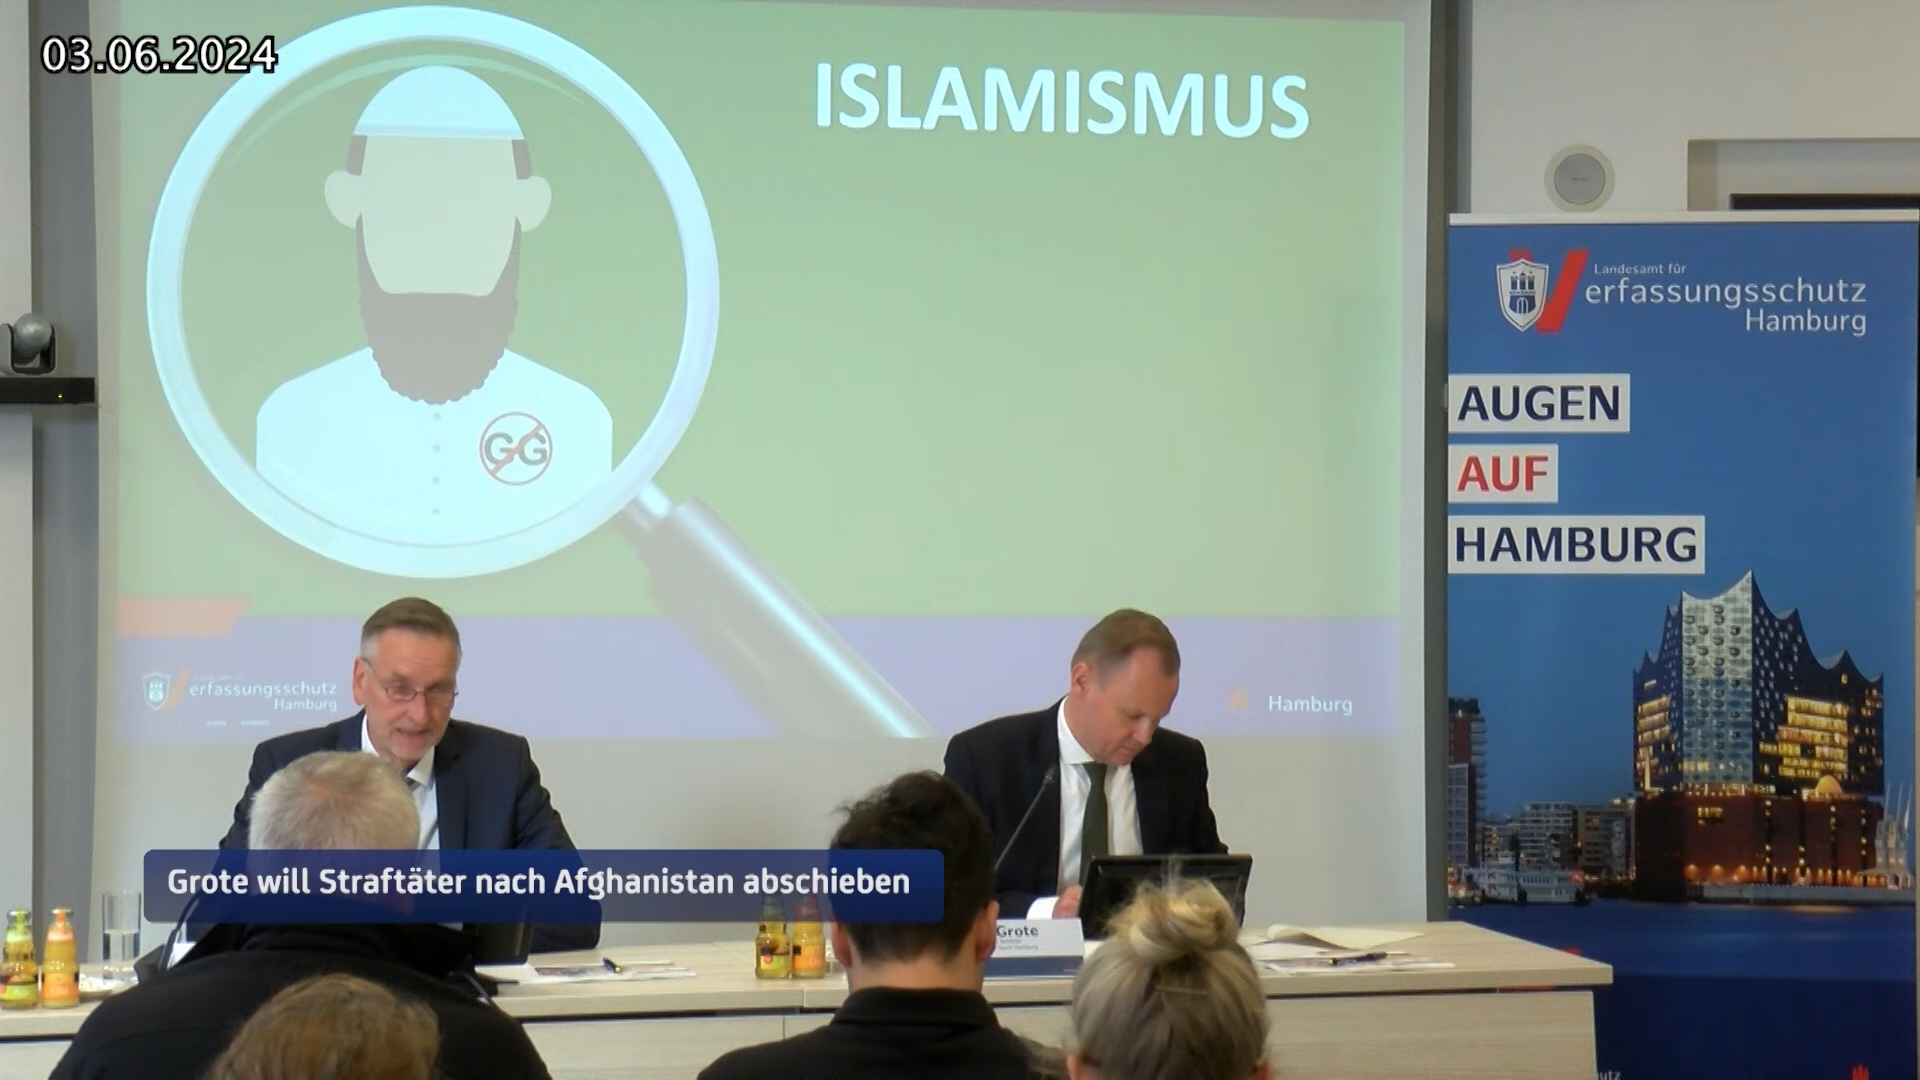 03.06.2024
ISLAMISMUS
GG
Landesamt für
Verfassungsschutz
Hamburg
AUGEN
AUF
HAMBURG
erfassungsschutz
Hamburg
Hamburg
Grote will Straftäter nach Afghanistan abschieben
Grote